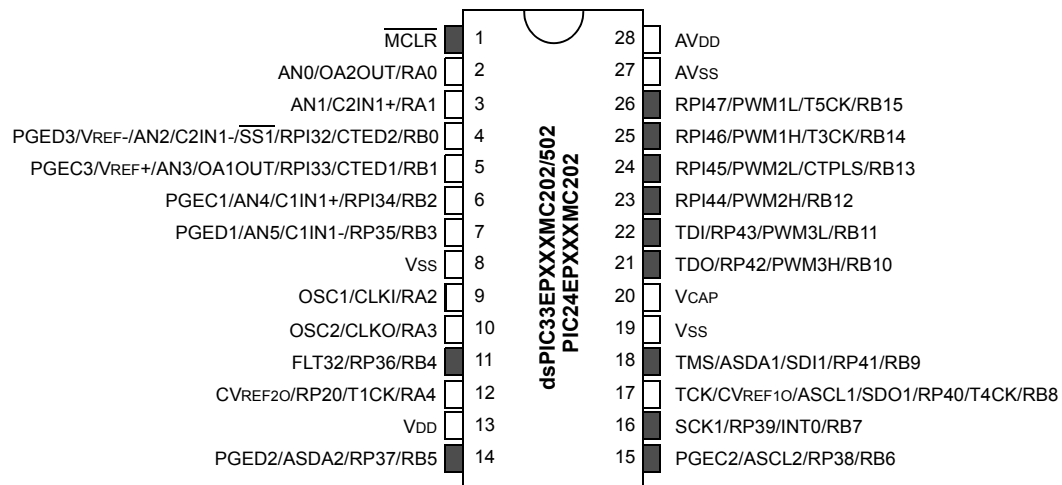 MCLR 1 28 AVDD
AN0/OA2OUT/RA0 2 27 AVSS
AN1/C2IN1+/RA1 3 26 RPI47/PWM1L/T5CK/RB15
PGED3/VREF-/AN2/C2IN1-/SS1/RPI32/CTED2/RB0 4 25 RPI46/PWM1H/T3CK/RB14
PGEC3/VREF+/AN3/OA1OUT/RPI33/CTED1/RB1 5 24 RPI45/PWM2L/CTPLS/RB13
PGEC1/AN4/C1IN1+/RPI34/RB2 6 23 RPI44/PWM2H/RB12
PGED1/AN5/C1IN1-/RP35/RB3 7 22 TDI/RP43/PWM3L/RB11
VSS 8 21 TDO/RP42/PWM3H/RB10
OSC1/CLKI/RA2 9 20 VCAP
OSC2/CLKO/RA3 10 19 VSS
FLT32/RP36/RB4 11 18 TMS/ASDA1/SDI1/RP41/RB9
CVREF2O/RP20/T1CK/RA4 12 17 TCK/CVREF1O/ASCL1/SDO1/RP40/T4CK/RB8
VDD 13 16 SCK1/RP39/INT0/RB7
PGED2/ASDA2/RP37/RB5 14 15 PGEC2/ASCL2/RP38/RB6
dsPIC33EPXXXMC202/502
PIC24EPXXXMC202